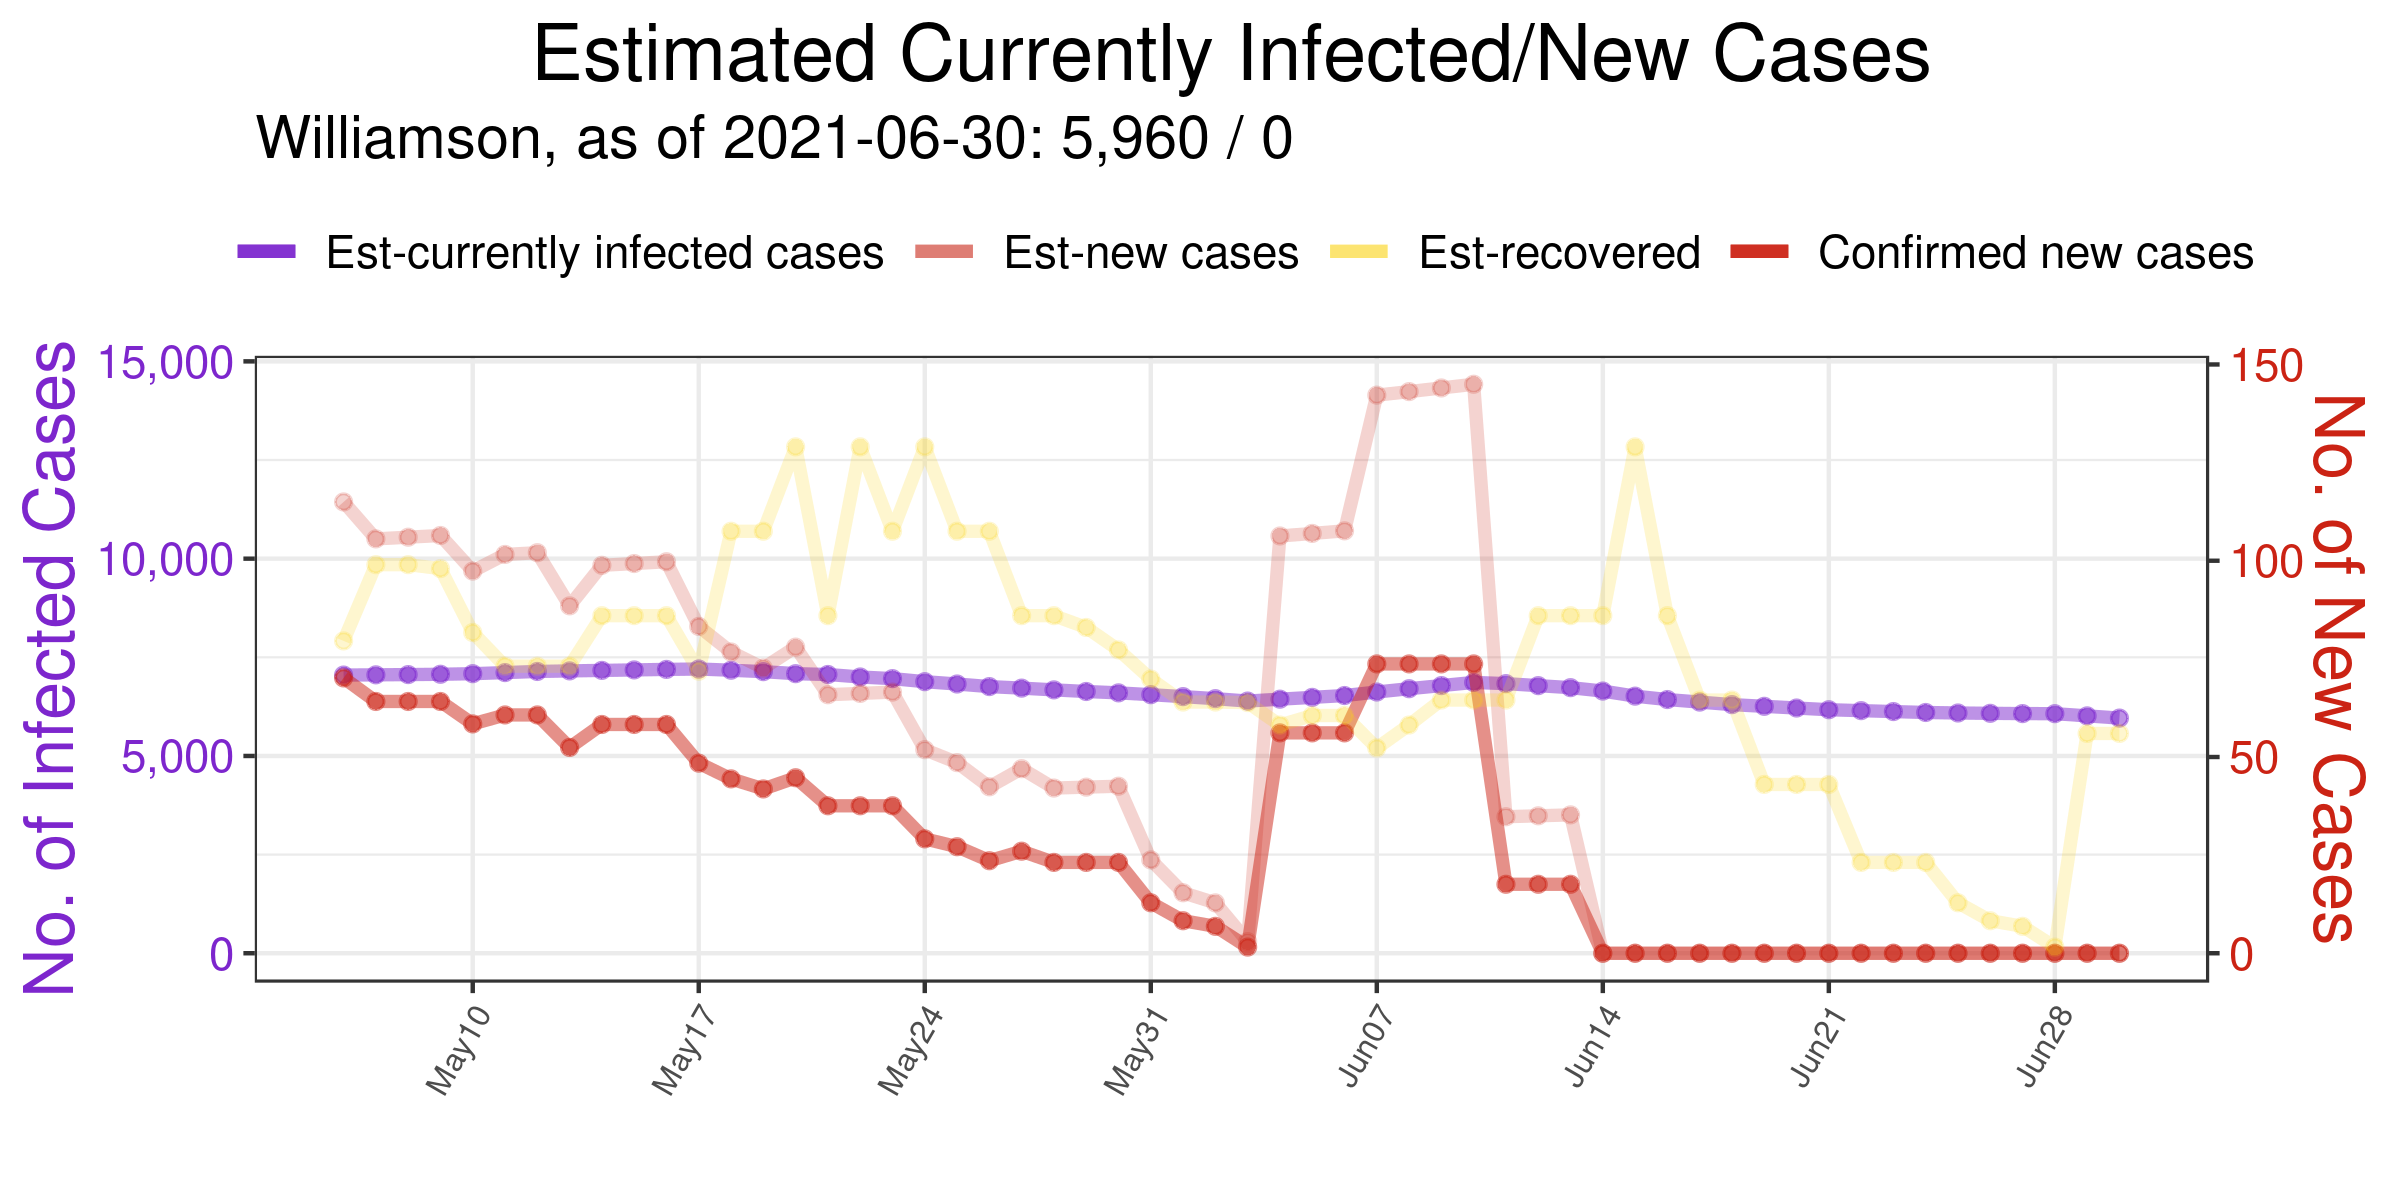 Estimated Currently Infected/New Cases
Williamson, as of 2021-06-30: 5,960 / 0
Est-currently infected cases Est-new cases Est-recovered Confirmed new cases
No. of Infected Cases
15,000
10,000
5,000
0
150
100
50
0
No. of New Cases
May10 May17 May24 May31 Jun07 Jun14 Jun21 Jun28